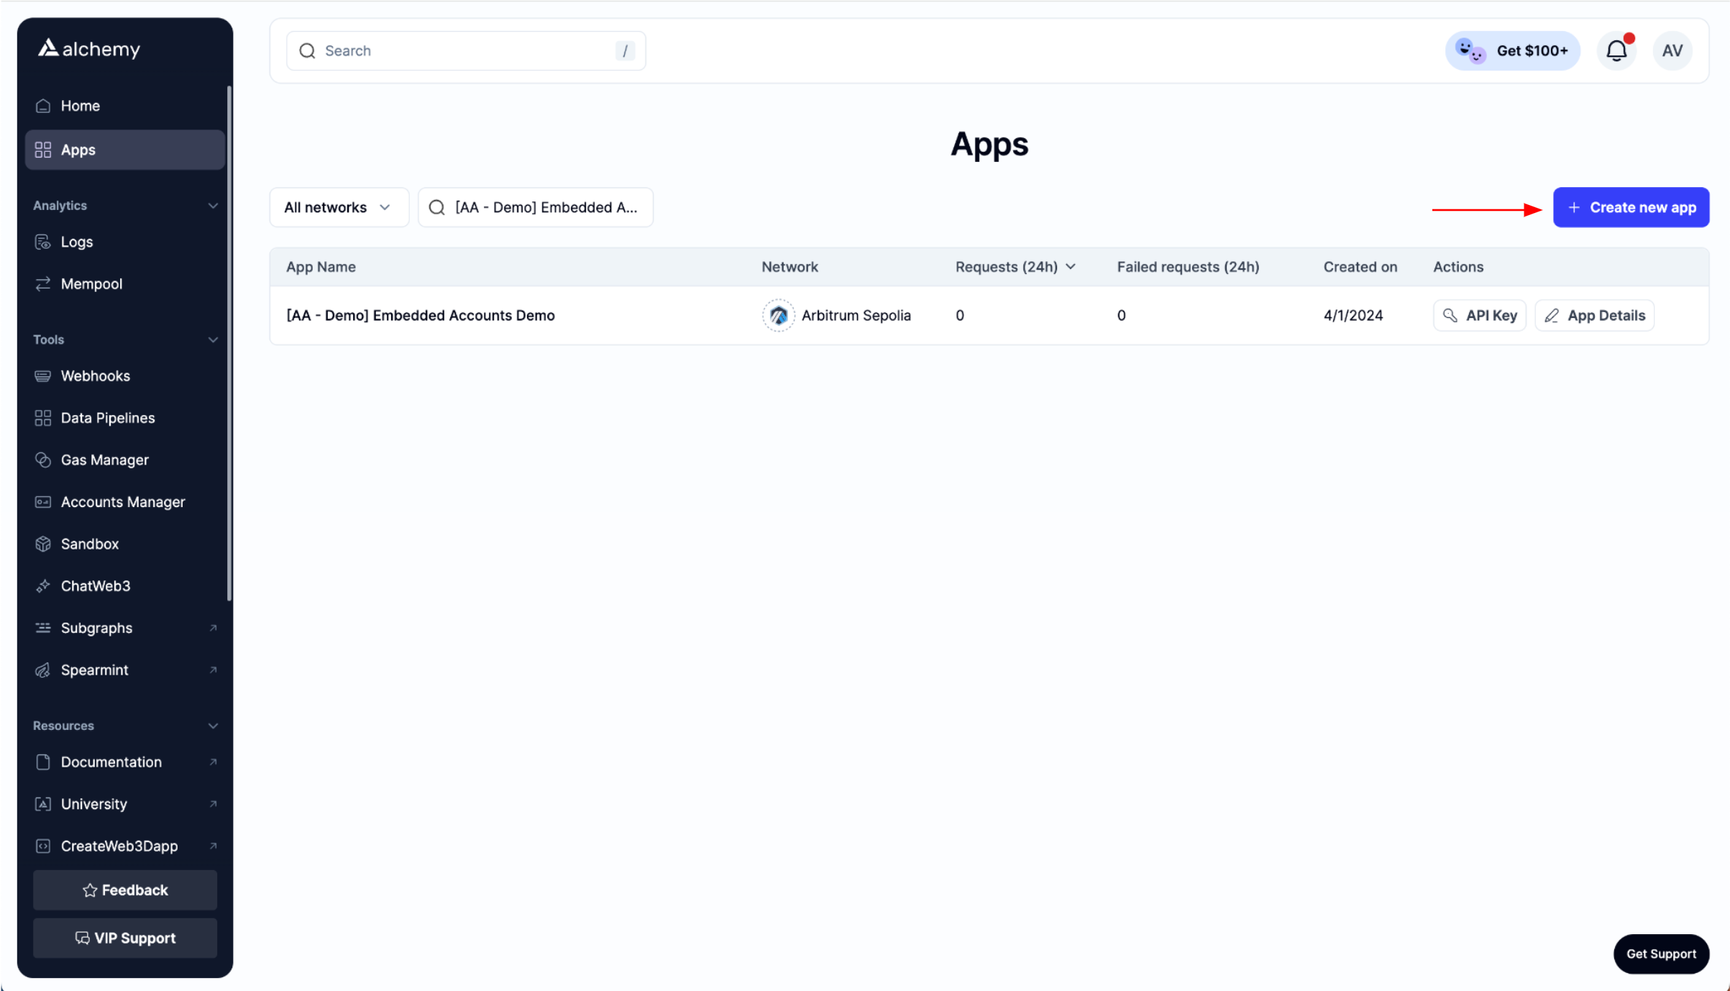 alchemy
Home
Apps
Analytics
Logs
Mempool
Tools
Webhooks
Data Pipelines
Gas Manager
Accounts Manager
Sandbox
ChatWeb3
Subgraphs
Spearmint
Resources
Documentation
University
CreateWeb3Dapp
Feedback
VIP Support
Search /
Get $100+
AV
Apps
All networks
[AA - Demo] Embedded A...
+ Create new app
App Name Network Requests (24h) Failed requests (24h) Created on Actions
[AA - Demo] Embedded Accounts Demo Arbitrum Sepolia 0 0 4/1/2024 API Key App Details
Get Support